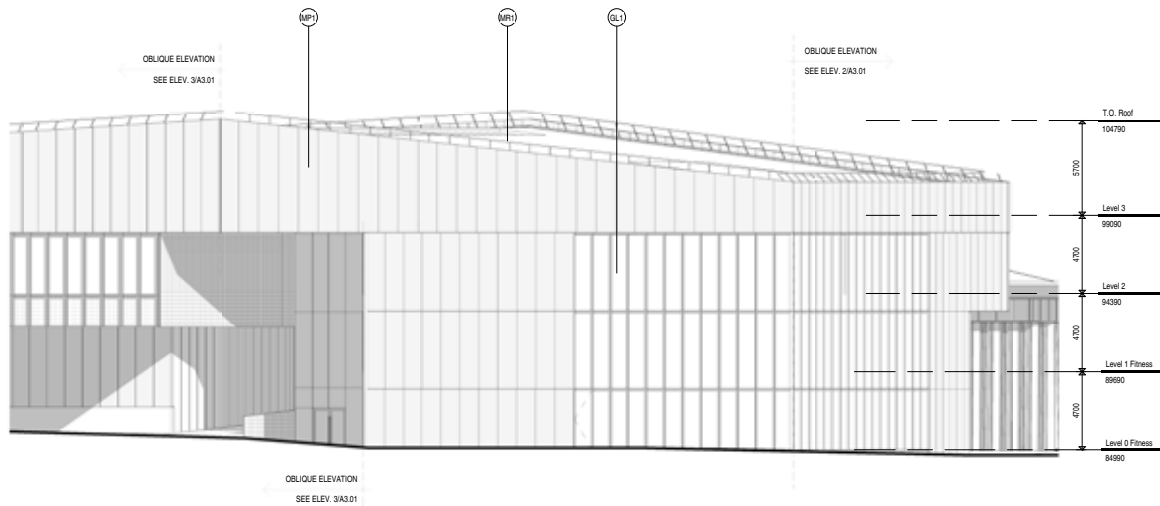 MP1
MR1
GL1
OBLIQUE ELEVATION
SEE ELEV. 3/A3.01
OBLIQUE ELEVATION
SEE ELEV. 2/A3.01
T.O. Roof
104790
5700
Level 3
99090
4700
Level 2
94390
4700
Level 1 Fitness
89690
4700
Level 0 Fitness
84990
OBLIQUE ELEVATION
SEE ELEV. 3/A3.01